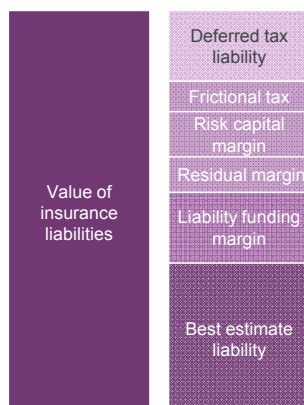 Value of
insurance
liabilities
Deferred tax
liability
Frictional tax
Risk capital
margin
Residual margin
Liability funding
margin
Best estimate
liability